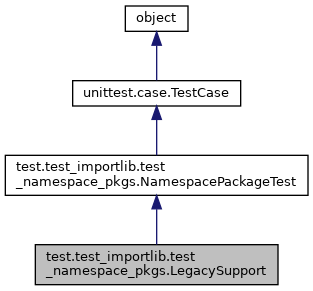 object
unittest.case.TestCase
test.test_importlib.test
_namespace_pkgs.NamespacePackageTest
test.test_importlib.test
_namespace_pkgs.LegacySupport